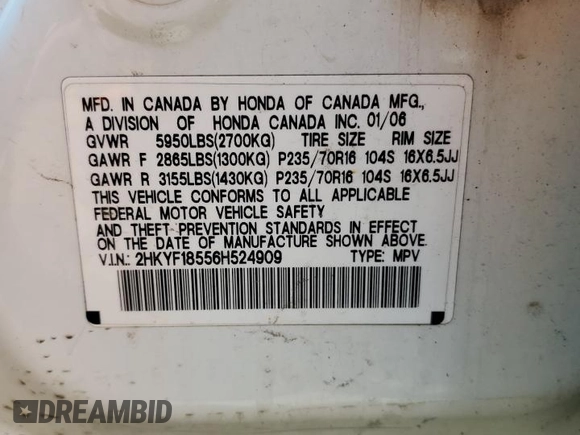 MFD. IN CANADA BY HONDA OF CANADA MFG.,
A DIVISION OF HONDA CANADA INC. 01/06
GVWR 5950LBS(2700KG) TIRE SIZE RIM SIZE
GAWR F 2865LBS(1300KG) P235/70R16 104S 16X6.5JJ
GAWR R 3155LBS(1430KG) P235/70R16 104S 16X6.5JJ
THIS VEHICLE CONFORMS TO ALL APPLICABLE
FEDERAL MOTOR VEHICLE SAFETY
AND THEFT PREVENTION STANDARDS IN EFFECT
ON THE DATE OF MANUFACTURE SHOWN ABOVE.
V.I.N.: 2HKYF18556H524909 TYPE: MPV
DREAMBID